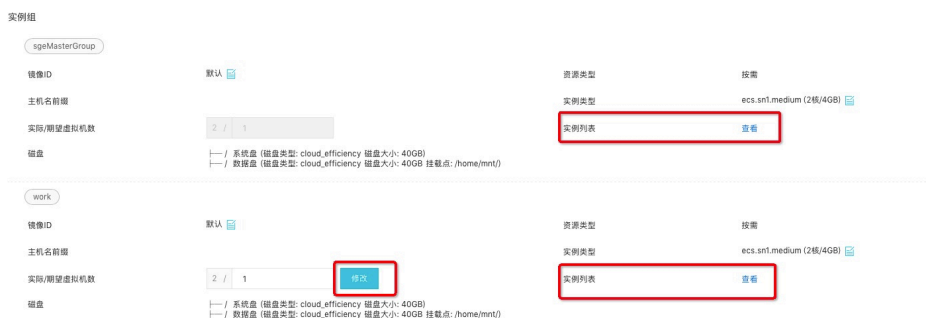 实例组
sgeMasterGroup
镜像ID 默认 资源类型 按需
主机名前缀 实例类型 ecs.sn1.medium (2核/4GB)
实际/期望虚拟机数 2 / 1 实例列表 查看
磁盘 ├── / 系统盘 (磁盘类型: cloud_efficiency 磁盘大小: 40GB)
├── / 数据盘 (磁盘类型: cloud_efficiency 磁盘大小: 40GB 挂载点: /home/mnt/)
work
镜像ID 默认 资源类型 按需
主机名前缀 实例类型 ecs.sn1.medium (2核/4GB)
实际/期望虚拟机数 2 / 1 修改 实例列表 查看
磁盘 ├── / 系统盘 (磁盘类型: cloud_efficiency 磁盘大小: 40GB)
├── / 数据盘 (磁盘类型: cloud_efficiency 磁盘大小: 40GB 挂载点: /home/mnt/)